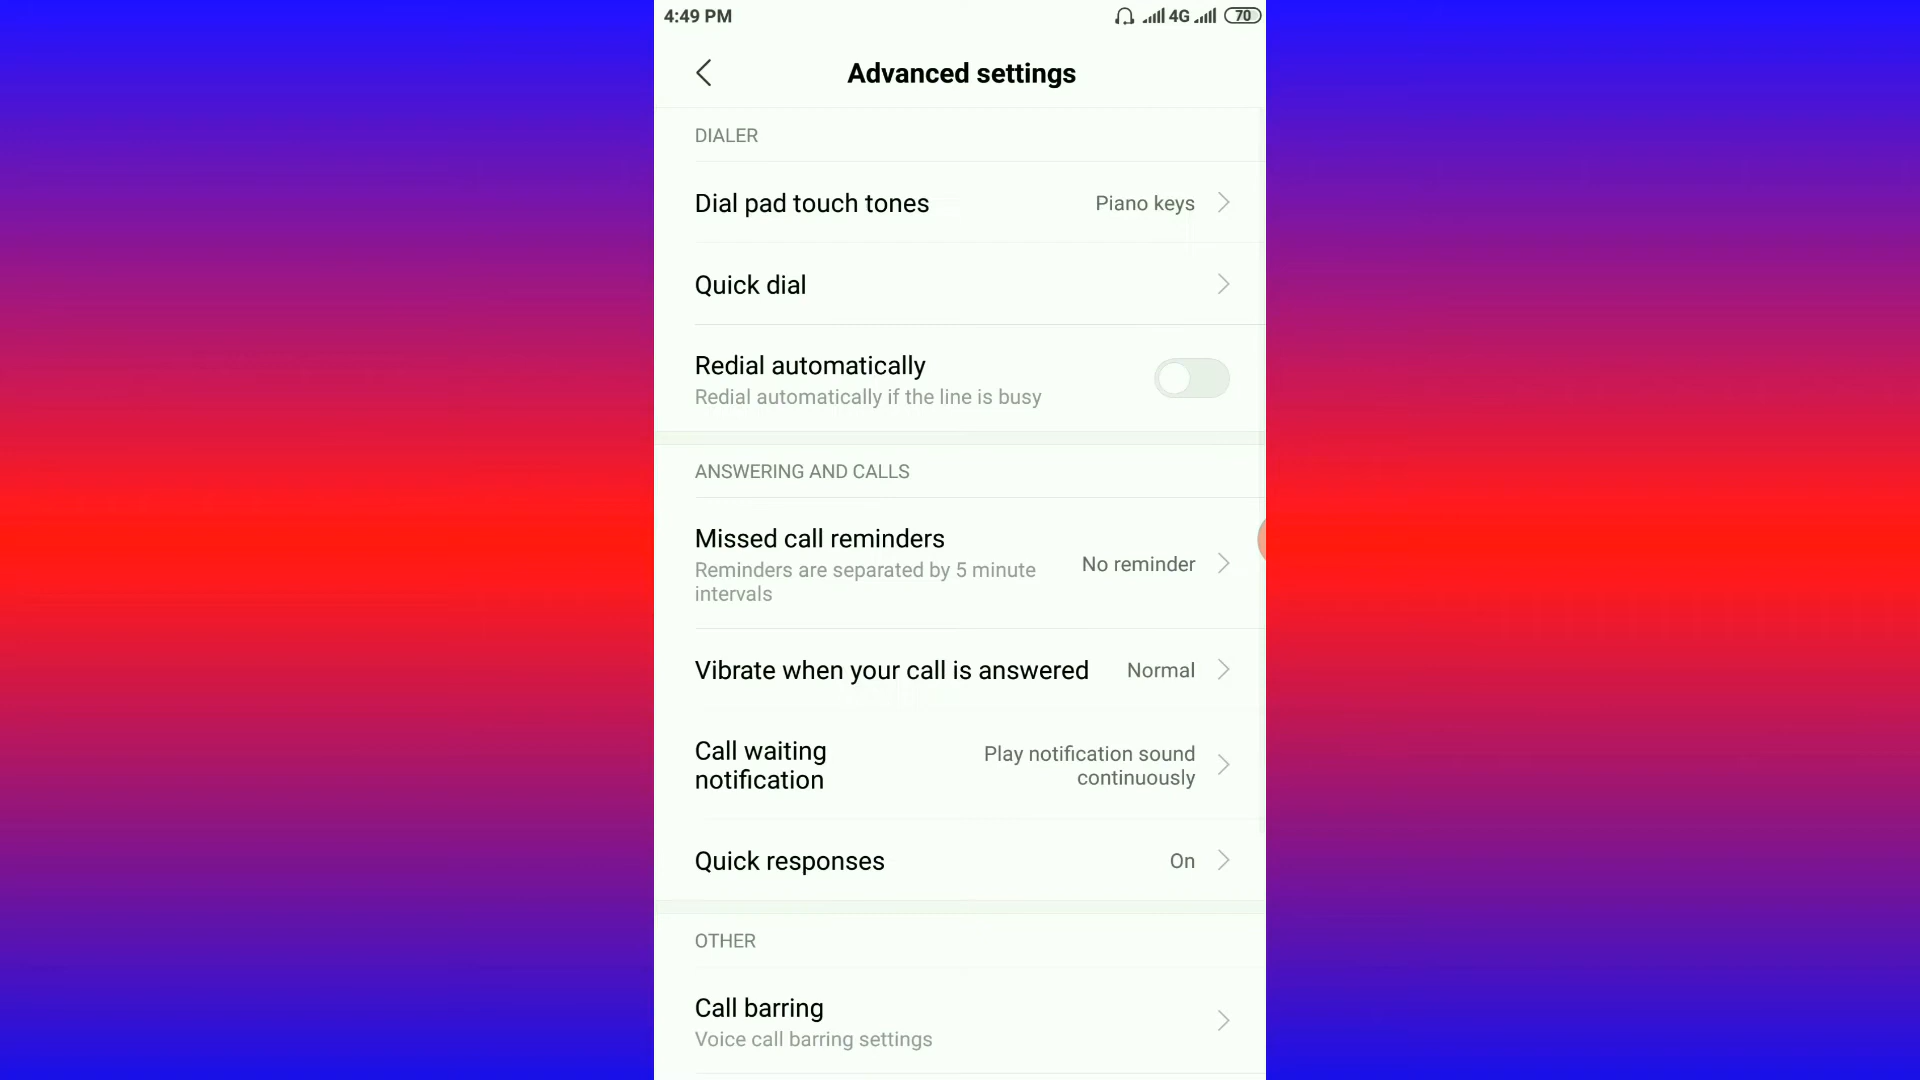 4:49 PM 4G 70
Advanced settings
DIALER
Dial pad touch tones Piano keys
Quick dial
Redial automatically
Redial automatically if the line is busy
ANSWERING AND CALLS
Missed call reminders
Reminders are separated by 5 minute
intervals
No reminder
Vibrate when your call is answered Normal
Call waiting
notification
Play notification sound
continuously
Quick responses On
OTHER
Call barring
Voice call barring settings